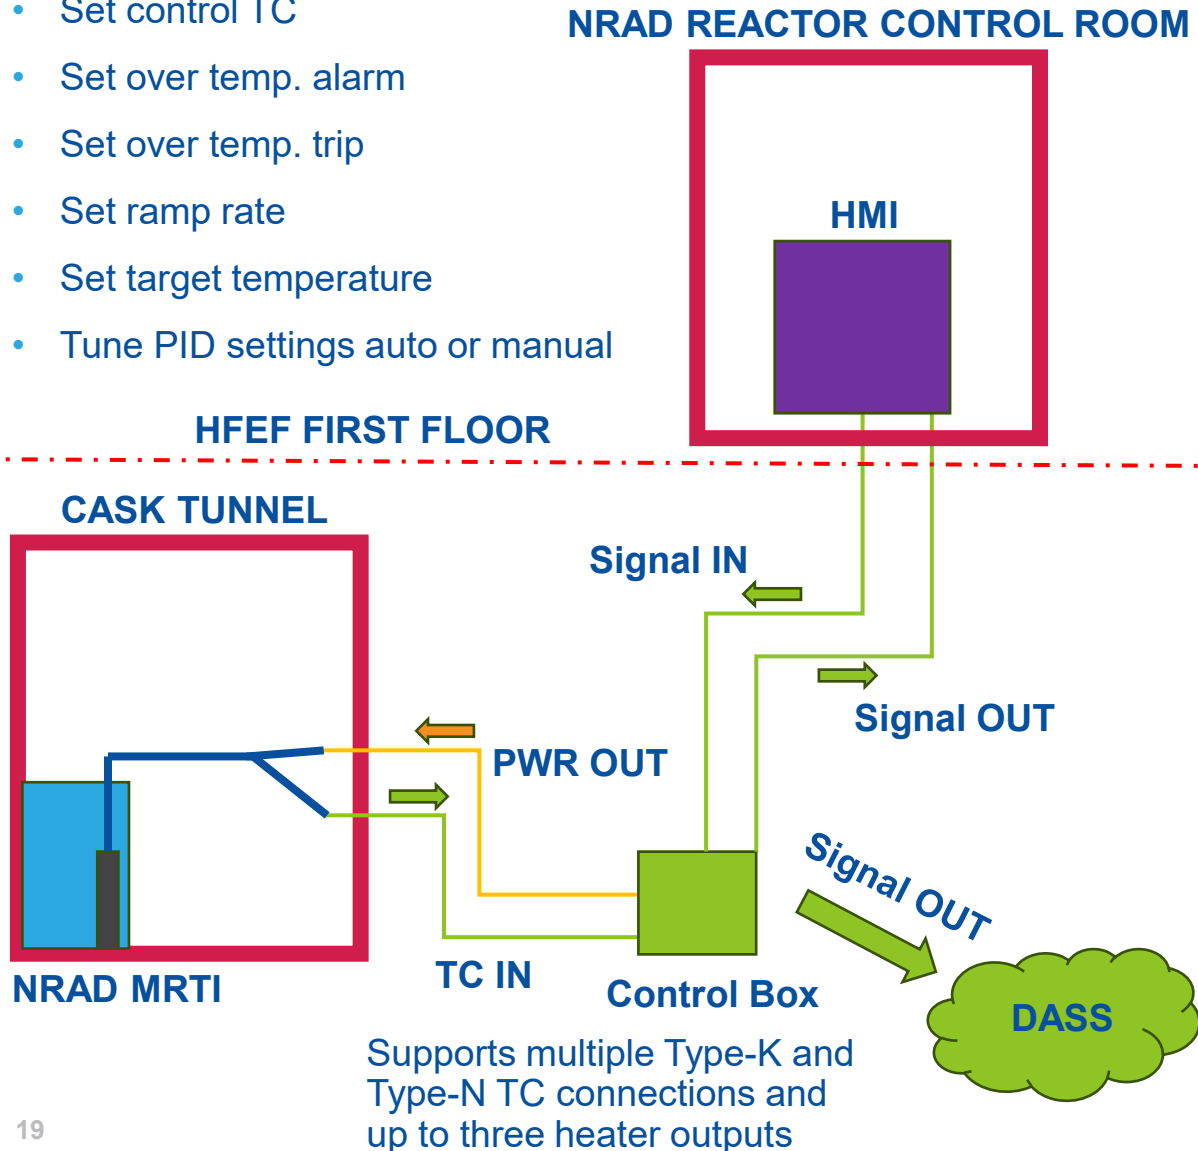 Set control TC
NRAD REACTOR CONTROL ROOM
Set over temp. alarm
Set over temp. trip
Set ramp rate
Set target temperature
Tune PID settings auto or manual
HMI
HFEF FIRST FLOOR
CASK TUNNEL
Signal IN
Signal OUT
PWR OUT
Signal OUT
TC IN
NRAD MRTI
Control Box
DASS
Supports multiple Type-K and
Type-N TC connections and
up to three heater outputs
19